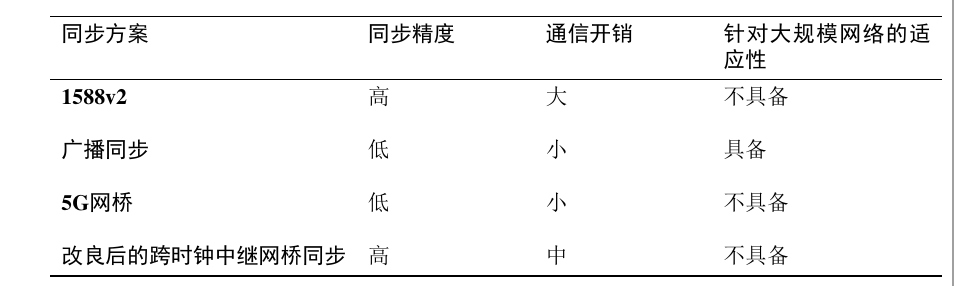 同步方案 同步精度 通信开销 针对大规模网络的适
应性
1588v2 高 大 不具备
广播同步 低 小 具备
5G网桥 低 小 不具备
改良后的跨时钟中继网桥同步 高 中 不具备